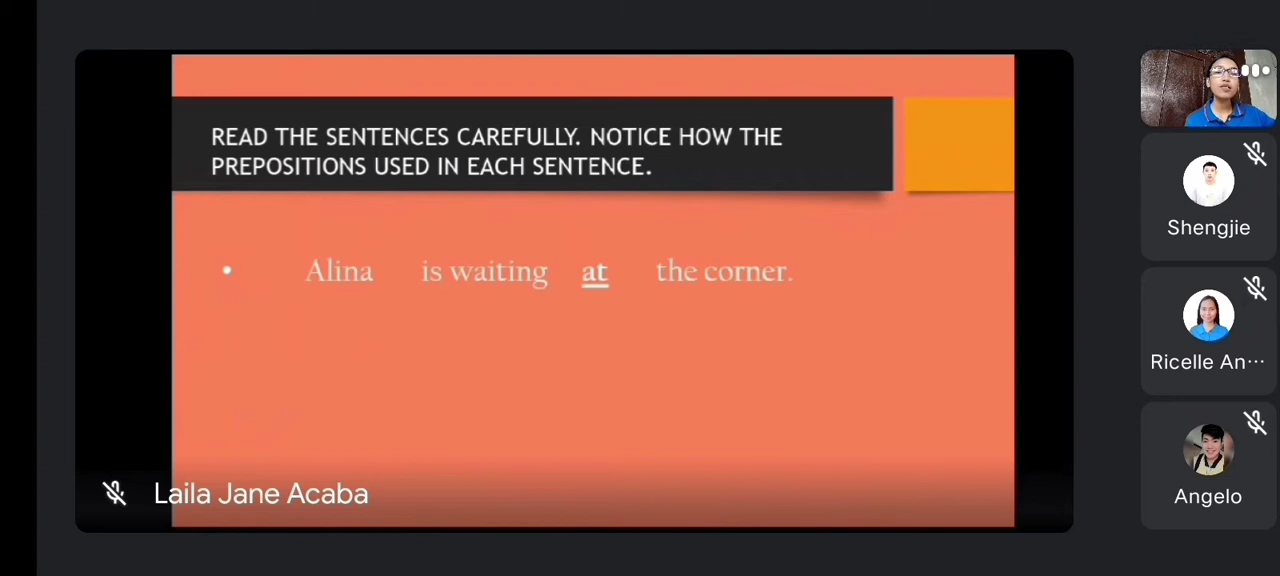 READ THE SENTENCES CAREFULLY. NOTICE HOW THE
PREPOSITIONS USED IN EACH SENTENCE.
• Alina is waiting at the corner.
Laila Jane Acaba
Shengjie
Ricelle An...
Angelo